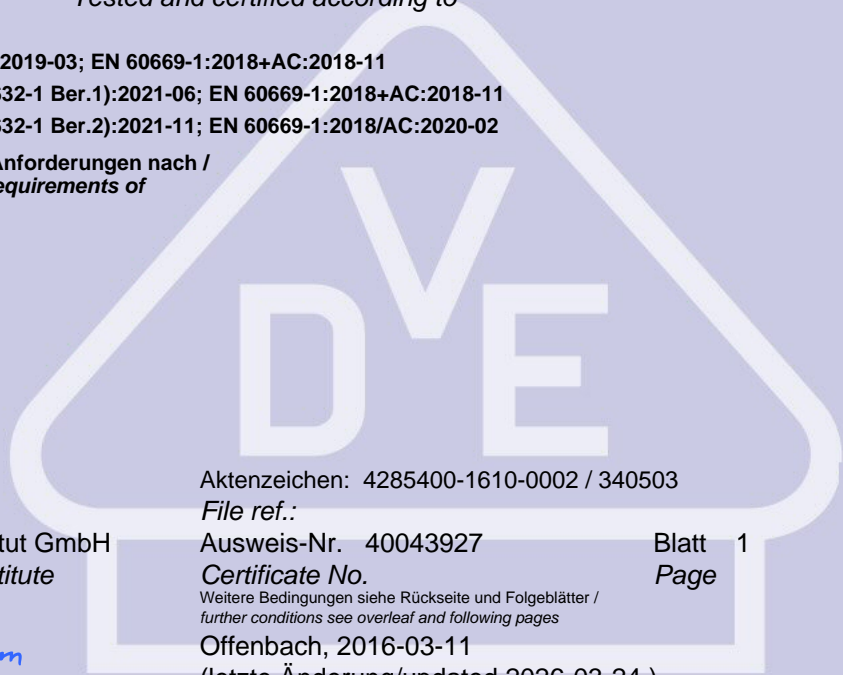 Tested and certified according to
2019-03; EN 60669-1:2018+AC:2018-11
632-1 Ber.1):2021-06; EN 60669-1:2018+AC:2018-11
632-1 Ber.2):2021-11; EN 60669-1:2018/AC:2020-02
Anforderungen nach /
equirements of
VDE
Aktenzeichen: 4285400-1610-0002 / 340503
File ref.:
tut GmbH Ausweis-Nr. 40043927 Blatt 1
titute Certificate No. Page
Weitere Bedingungen siehe Rückseite und Folgeblätter /
further conditions see overleaf and following pages
Offenbach, 2016-03-11
(letzte Änderung/updated 2026-03-24 )